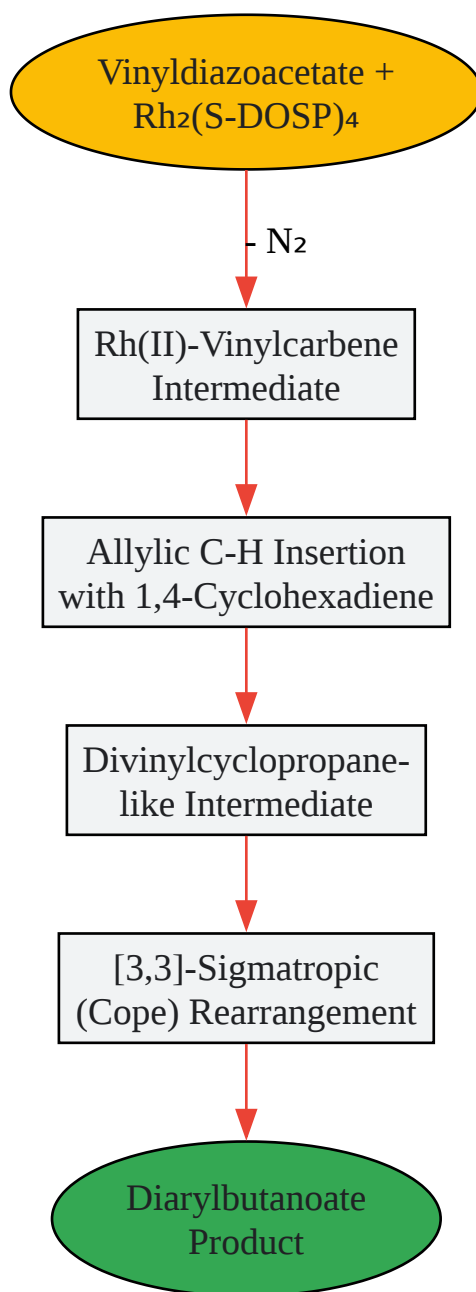 Vinyldiazoacetate +
Rh₂(S-DOSP)₄
- N₂
Rh(II)-Vinylcarbene
Intermediate
Allylic C-H Insertion
with 1,4-Cyclohexadiene
Divinylcyclopropane-
like Intermediate
[3,3]-Sigmatropic
(Cope) Rearrangement
Diarylbutanoate
Product